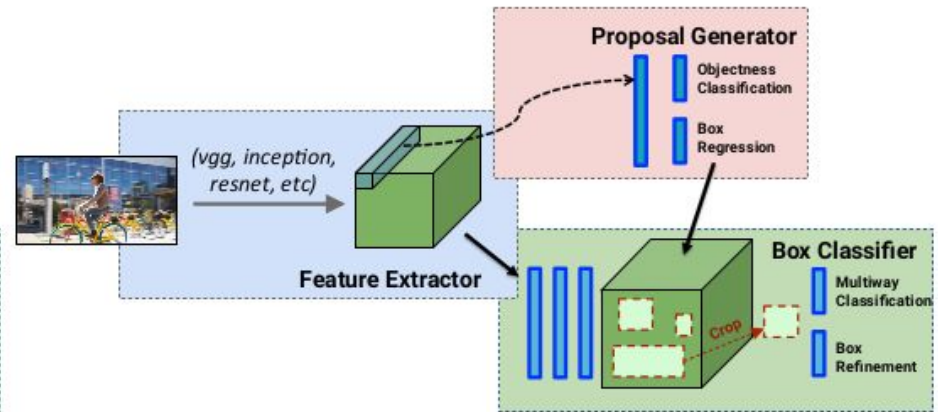 Proposal Generator
Objectness
Classification
Box
Regression
(vgg, inception,
resnet, etc)
Feature Extractor
Box Classifier
Multiway
Classification
Crop
Box
Refinement